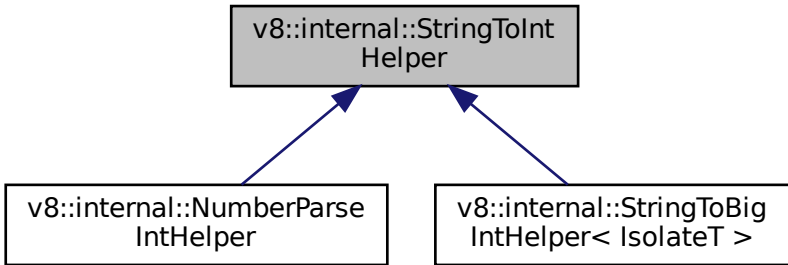 v8::internal::StringToInt
Helper
v8::internal::NumberParse
IntHelper
v8::internal::StringToBig
IntHelper< IsolateT >